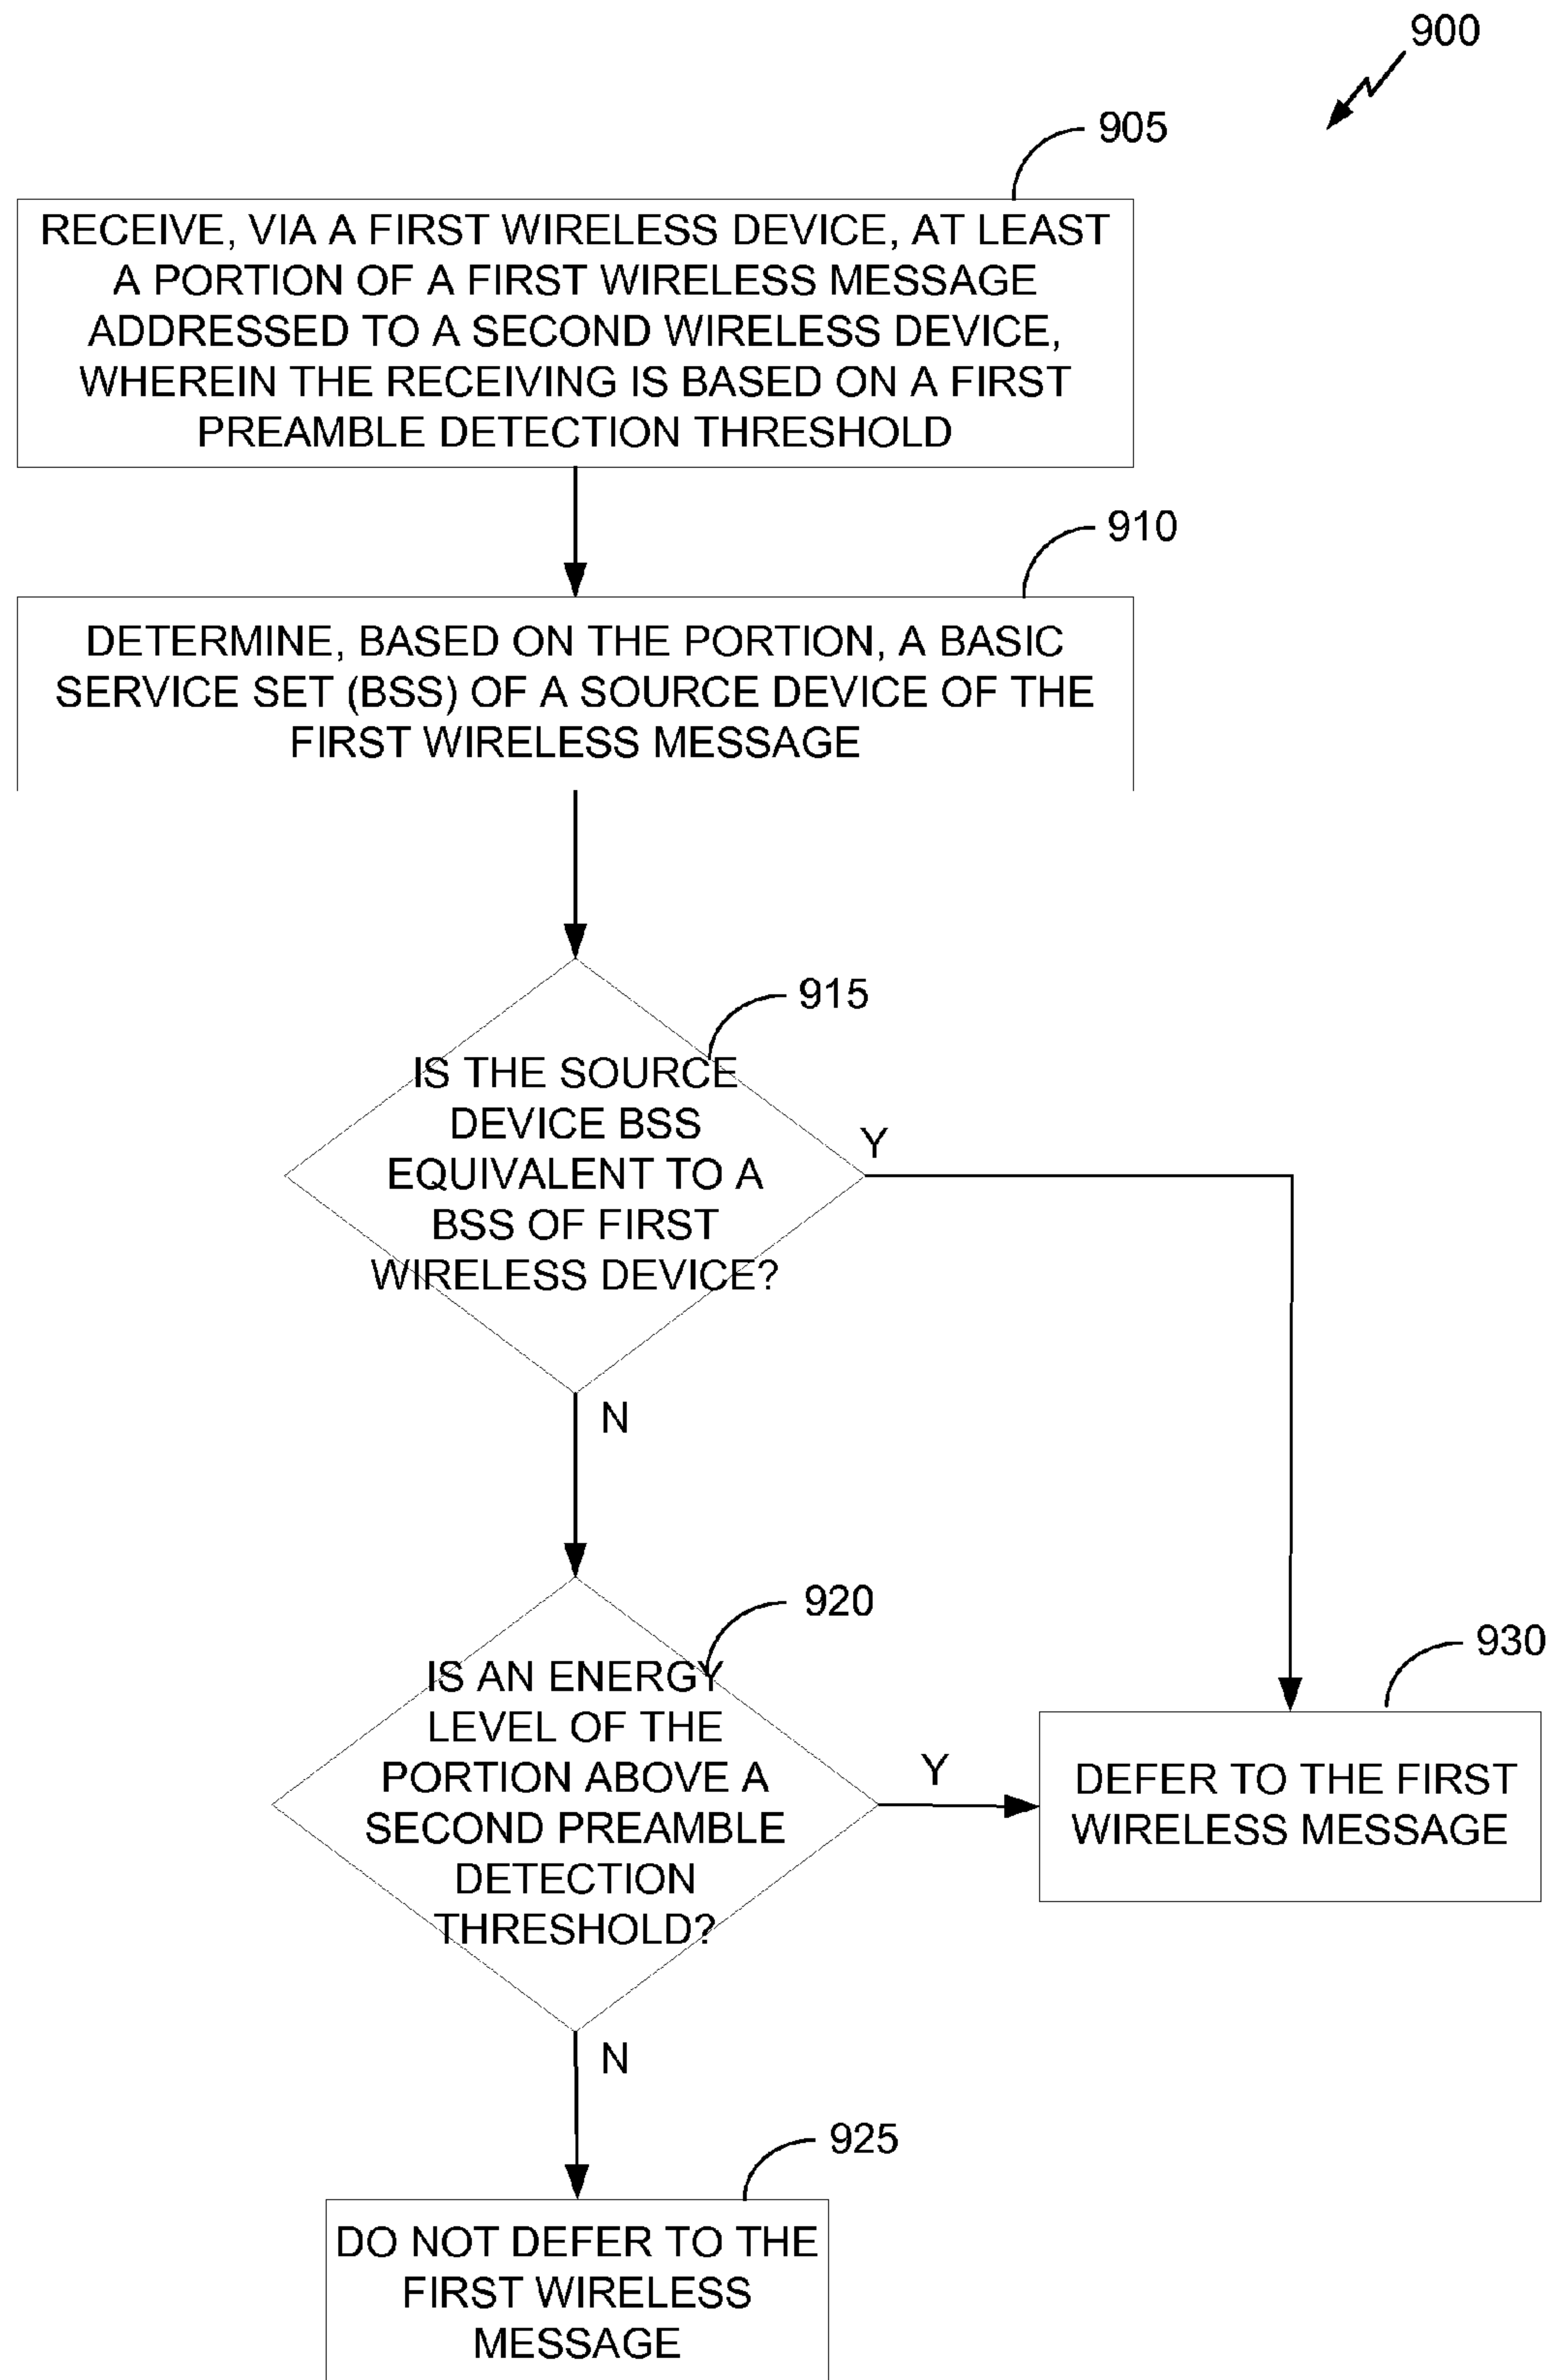 900
905
RECEIVE, VIA A FIRST WIRELESS DEVICE, AT LEAST
A PORTION OF A FIRST WIRELESS MESSAGE
ADDRESSED TO A SECOND WIRELESS DEVICE,
WHEREIN THE RECEIVING IS BASED ON A FIRST
PREAMBLE DETECTION THRESHOLD
910
DETERMINE, BASED ON THE PORTION, A BASIC
SERVICE SET (BSS) OF A SOURCE DEVICE OF THE
FIRST WIRELESS MESSAGE
915
IS THE SOURCE
DEVICE BSS
EQUIVALENT TO A
BSS OF FIRST
WIRELESS DEVICE?
Y
N
920
IS AN ENERGY
LEVEL OF THE
PORTION ABOVE A
SECOND PREAMBLE
DETECTION
THRESHOLD?
Y
930
DEFER TO THE FIRST
WIRELESS MESSAGE
N
925
DO NOT DEFER TO THE
FIRST WIRELESS
MESSAGE